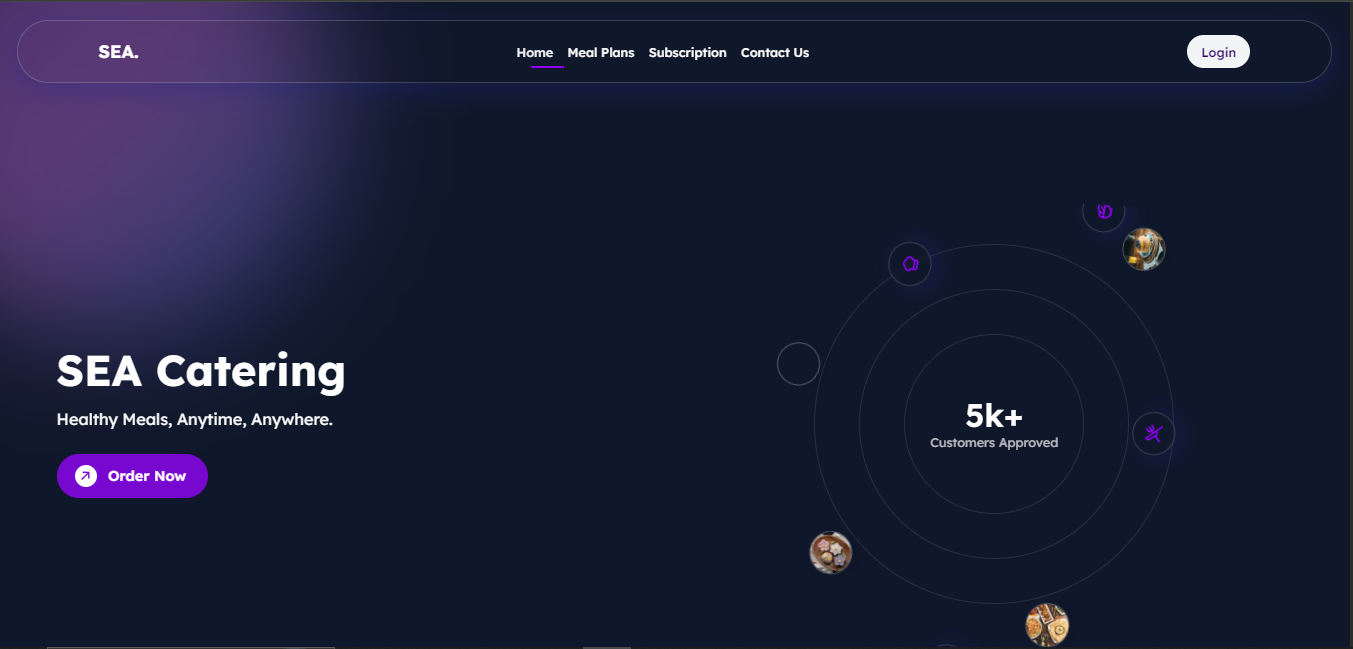 SEA.
Home Meal Plans Subscription Contact Us
Login
SEA Catering
Healthy Meals, Anytime, Anywhere.
Order Now
5k+
Customers Approved